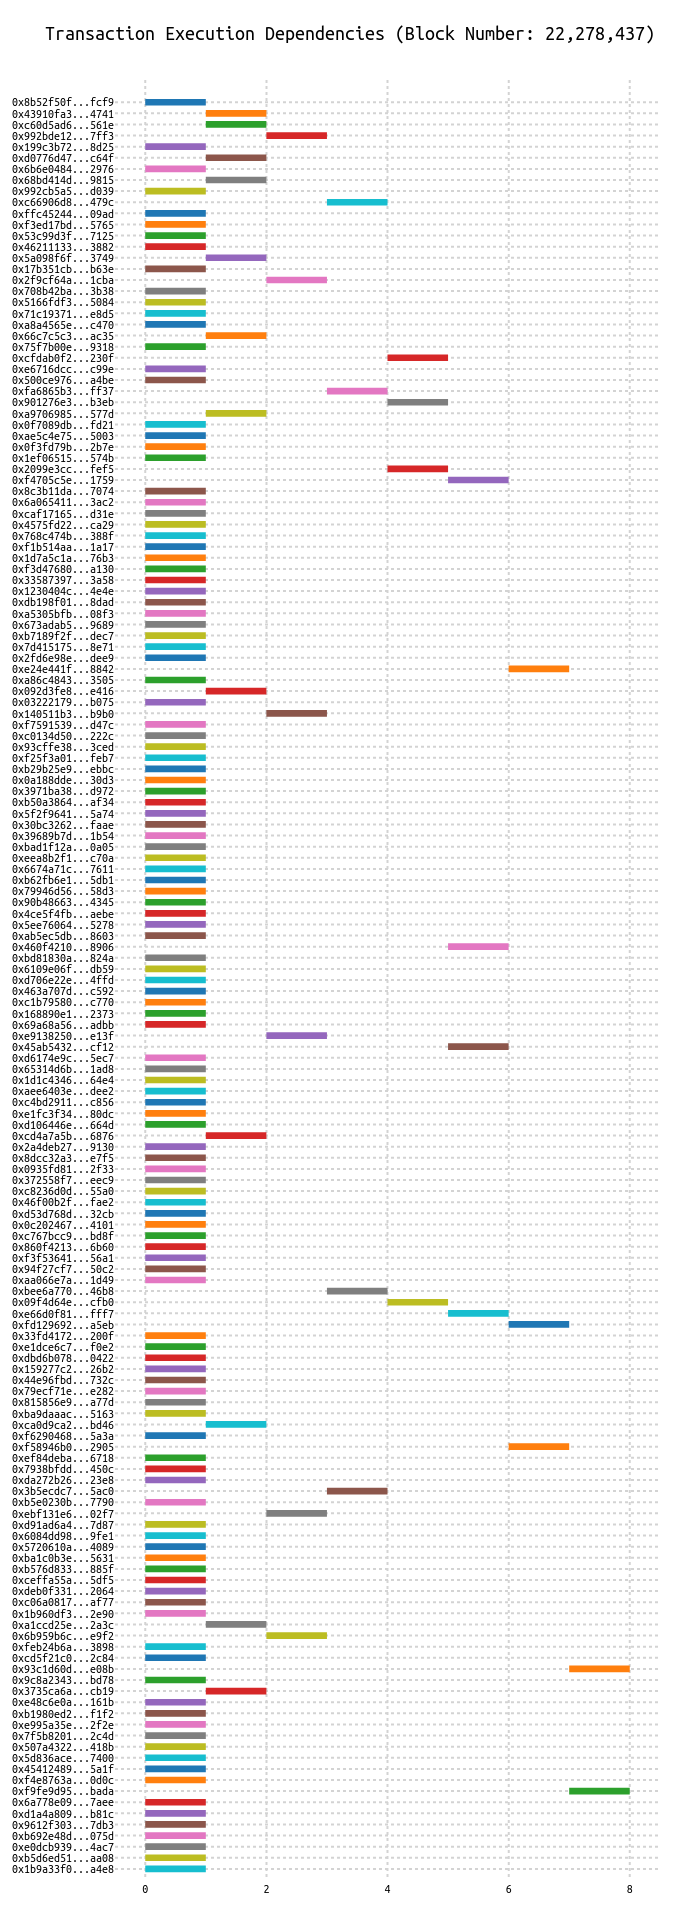 Transaction Execution Dependencies (Block Number: 22,278,437)
0x8b52f50f...fcf9
0x43910fa3...4741
0xc60d5ad6...561e
0x992bde12...7ff3
0x199c3b72...8d25
0xd0776d47...c64f
0x6b6e0484...2976
0x68bd414d...9815
0x992cb5a5...d039
0xc66906d8...479c
0xffc45244...09ad
0xf3ed17bd...5765
0x53c99d3f...7125
0x46211133...3882
0x5a098f6f...3749
0x17b351cb...b63e
0x2f9cf64a...1cba
0x708b42ba...3b38
0x5166fdf3...5084
0x71c19371...e8d5
0xa8a4565e...c470
0x66c7c5c3...ac35
0x75f7b00e...9318
0xcfdab0f2...230f
0xe6716dcc...c99e
0x500ce976...a4be
0xfa6865b3...ff37
0x901276e3...b3eb
0xa9706985...577d
0x0f7089db...fd21
0xae5c4e75...5003
0x0f3fd79b...2b7e
0x1ef06515...574b
0x2099e3cc...fef5
0xf4705c5e...1759
0x8c3b11da...7074
0x6a065411...3ac2
0xcaf17165...d31e
0x4575fd22...ca29
0x768c474b...388f
0xf1b514aa...1a17
0x1d7a5c1a...76b3
0xf3d47680...a130
0x33587397...3a58
0x1230404c...4e4e
0xdb198f01...8dad
0xa5305bfb...08f3
0x673adab5...9689
0xb7189f2f...dec7
0x7d415175...8e71
0x2fd6e98e...dee9
0xe24e441f...8842
0xa86c4843...3505
0x092d3fe8...e416
0x03222179...b075
0x140511b3...b9b0
0xf7591539...d47c
0xc0134d50...222c
0x93cffe38...3ced
0xf25f3a01...feb7
0xb29b25e9...ebbc
0x0a188dde...30d3
0x3971ba38...d972
0xb50a3864...af34
0x5f2f9641...5a74
0x30bc3262...faae
0x39689b7d...1b54
0xbad1f12a...0a05
0xeea8b2f1...c70a
0x6674a71c...7611
0xb62fb6e1...5db1
0x79946d56...58d3
0x90b48663...4345
0x4ce5f4fb...aebe
0x5ee76064...5278
0xab5ec5db...8603
0x460f4210...8906
0xbd81830a...824a
0x6109e06f...db59
0xd706e22e...4ffd
0x463a707d...c592
0xc1b79580...c770
0x168890e1...2373
0x69a68a56...adbb
0xe9138250...e13f
0x45ab5432...cf12
0xd6174e9c...5ec7
0x65314d6b...1ad8
0x1d1c4346...64e4
0xaee6403e...dee2
0xc4bd2911...c856
0xe1fc3f34...80dc
0xd106446e...664d
0xcd4a7a5b...6876
0x2a4deb27...9130
0x8dcc32a3...e7f5
0x0935fd81...2f33
0x372558f7...eec9
0xc8236d0d...55a0
0x46f00b2f...fae2
0xd53d768d...32cb
0x0c202467...4101
0xc767bcc9...bd8f
0x860f4213...6b60
0xf3f53641...56a1
0x94f27cf7...50c2
0xaa066e7a...1d49
0xbee6a770...46b8
0x09f4d64e...cfb0
0xe66d0f81...fff7
0xfd129692...a5eb
0x33fd4172...200f
0xe1dce6c7...f0e2
0xdbd6b078...0422
0x159277c2...26b2
0x44e96fbd...732c
0x79ecf71e...e282
0x815856e9...a77d
0xba9daaac...5163
0xca0d9ca2...bd46
0xf6290468...5a3a
0xf58946b0...2905
0xef84deba...6718
0x7938bfdd...450c
0xda272b26...23e8
0x3b5ecdc7...5ac0
0xb5e0230b...7790
0xebf131e6...02f7
0xd91ad6a4...7d87
0x6084dd98...9fe1
0x5720610a...4089
0xba1c0b3e...5631
0xb576d833...885f
0xceffa55a...5df5
0xdeb0f331...2064
0xc06a0817...af77
0x1b960df3...2e90
0xa1ccd25e...2a3c
0x6b959b6c...e9f2
0xfeb24b6a...3898
0xcd5f21c0...2c84
0x93c1d60d...e08b
0x9c8a2343...bd78
0x3735ca6a...cb19
0xe48c6e0a...161b
0xb1980ed2...f1f2
0xe995a35e...2f2e
0x7f5b8201...2c4d
0x507a4322...418b
0x5d836ace...7400
0x45412489...5a1f
0xf4e8763a...0d0c
0xf9fe9d95...bada
0x6a778e09...7aee
0xd1a4a809...b81c
0x9612f303...7db3
0xb692e48d...075d
0xe0dcb939...4ac7
0xb5d6ed51...aa08
0x1b9a33f0...a4e8
0 2 4 6 8